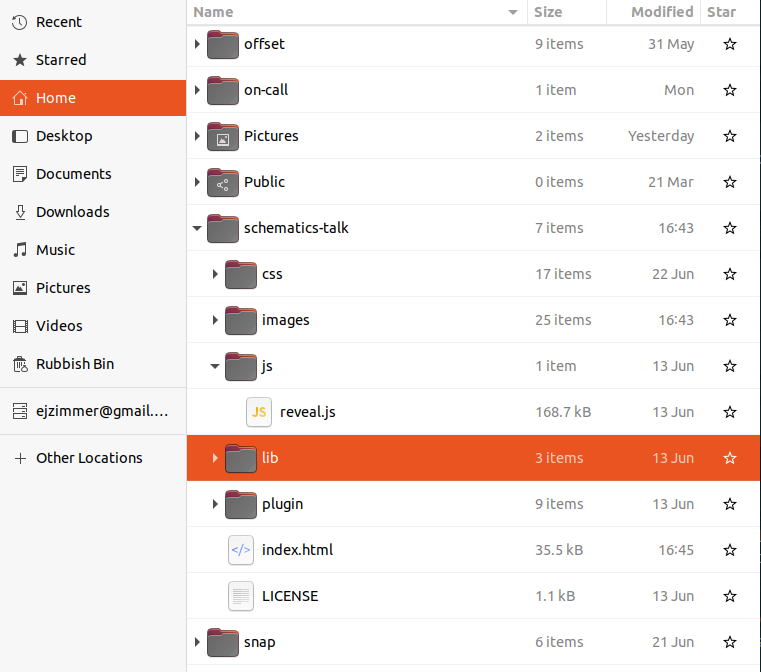 Name Size Modified Star
Recent
Starred
Home
Desktop
Documents
Downloads
Music
Pictures
Videos
Rubbish Bin
ejzimmer@gmail....
Other Locations
offset 9 items 31 May
on-call 1 item Mon
Pictures 2 items Yesterday
Public 0 items 21 Mar
schematics-talk 7 items 16:43
css 17 items 22 Jun
images 25 items 16:43
js 1 item 13 Jun
JS reveal.js 168.7 kB 13 Jun
lib 3 items 13 Jun
plugin 9 items 13 Jun
</> index.html 35.5 kB 16:45
LICENSE 1.1 kB 13 Jun
snap 6 items 21 Jun